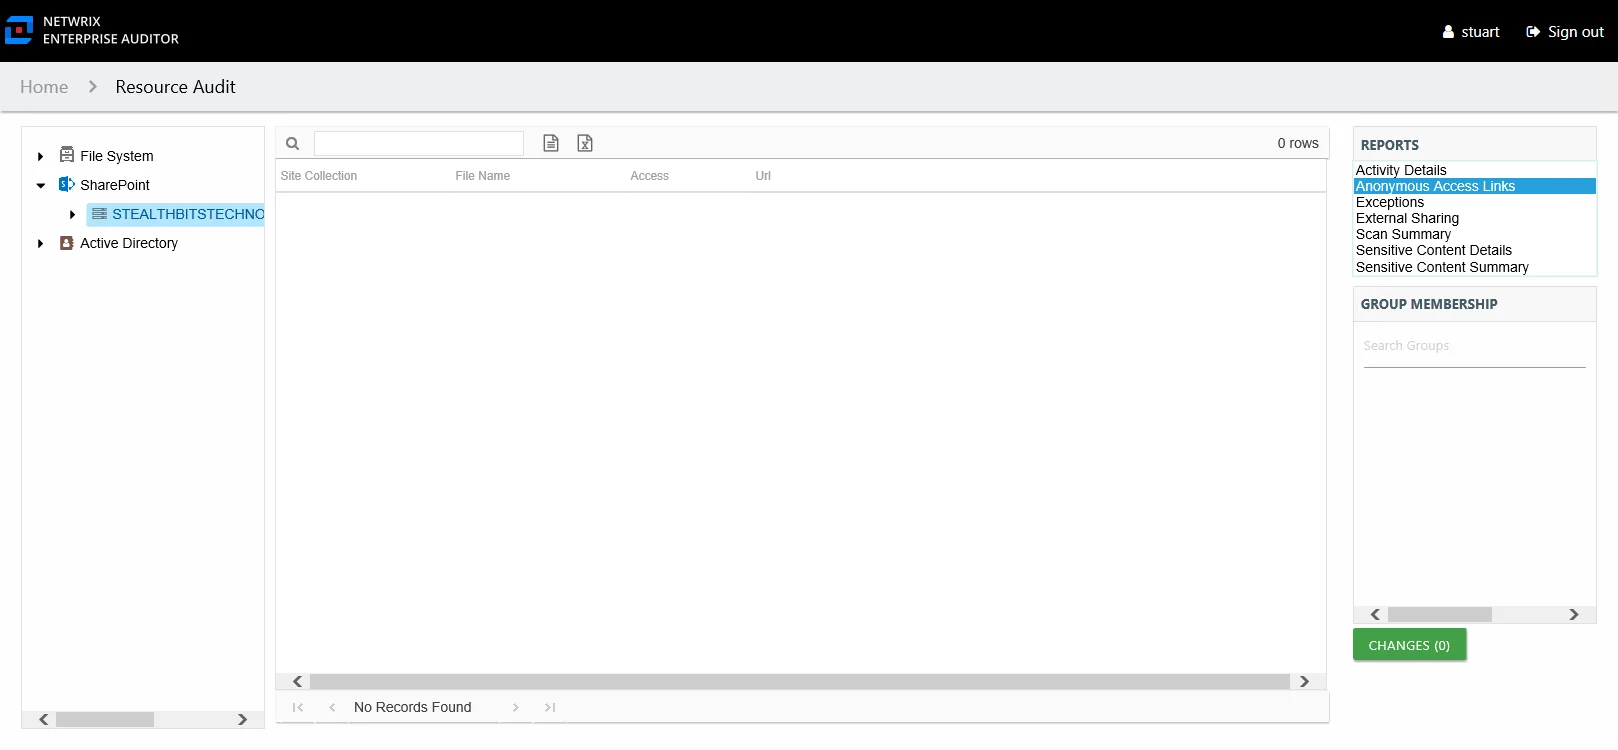 NETWRIX
ENTERPRISE AUDITOR
stuart
Sign out
Home
Resource Audit
File System
SharePoint
STEALTHBITSTECHNO
Active Directory
0 rows
Site Collection File Name Access Url
No Records Found
REPORTS
Activity Details
Anonymous Access Links
Exceptions
External Sharing
Scan Summary
Sensitive Content Details
Sensitive Content Summary
GROUP MEMBERSHIP
Search Groups
CHANGES (0)